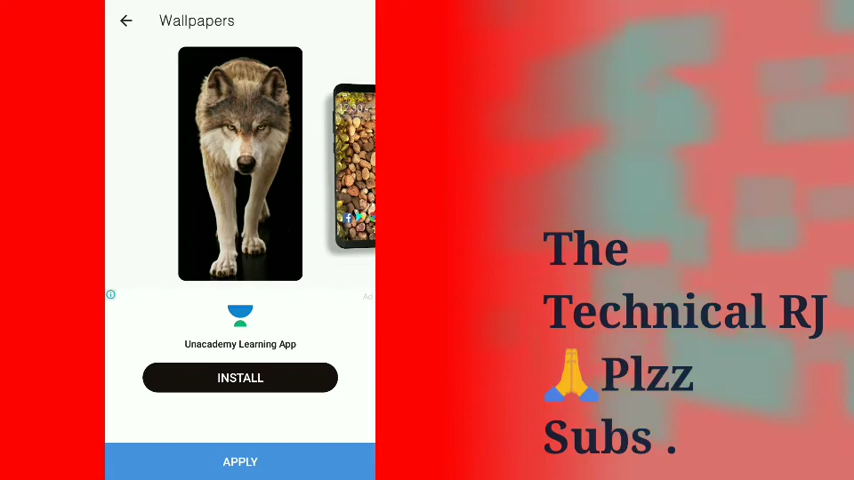 Wallpapers
Ad
Unacademy Learning App
INSTALL
APPLY
The
Technical RJ
🙏Plzz
Subs .